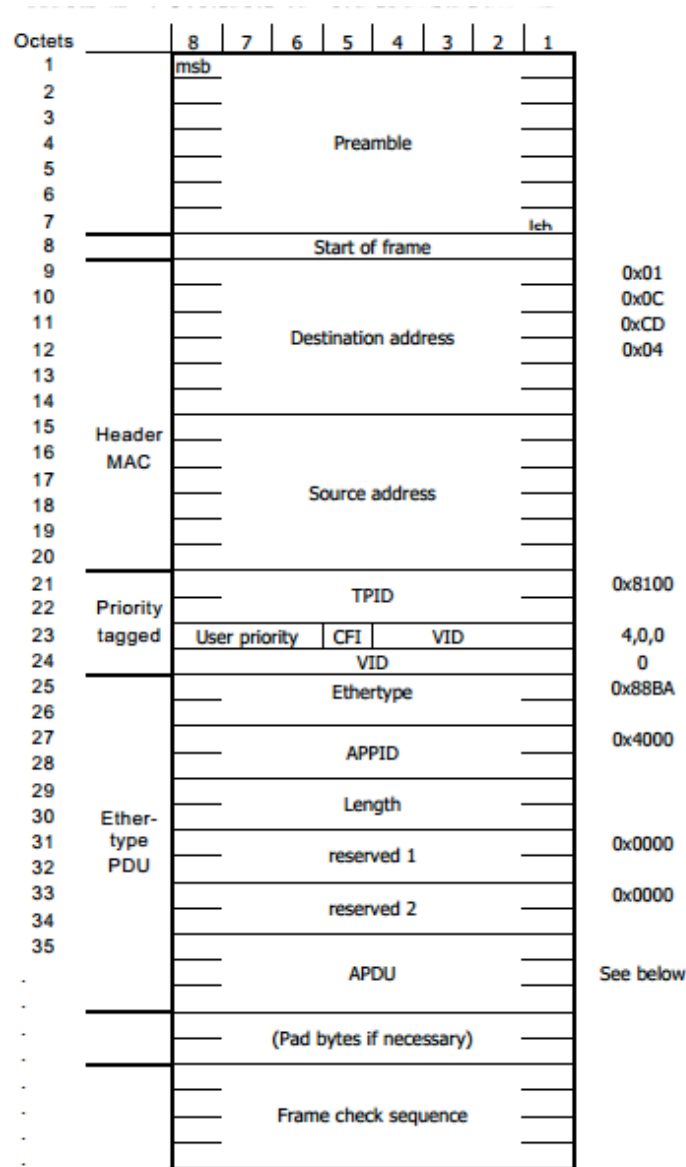 Octets 8 7 6 5 4 3 2 1
1 msb
2
3
4 Preamble
5
6
7 lsb
8 Start of frame
9 0x01
10 0x0C
11 0xCD
12 Destination address 0x04
13
14
15 Header
16 MAC
17
18 Source address
19
20
21 TPID 0x8100
22 Priority
23 tagged User priority CFI VID 4,0,0
24 VID 0
25 Ethertype 0x88BA
26
27 APPID 0x4000
28
29 Length
30 Ether-
31 type reserved 1 0x0000
32 PDU
33 reserved 2 0x0000
34
35
. APDU See below
.
. (Pad bytes if necessary)
.
.
. Frame check sequence
.
.